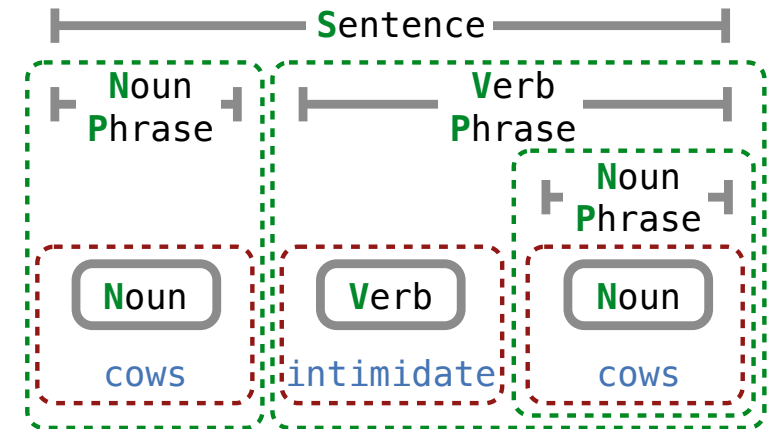 Sentence
Noun
Phrase
Verb
Phrase
Noun
Phrase
Noun
Verb
Noun
cows
intimidate
cows